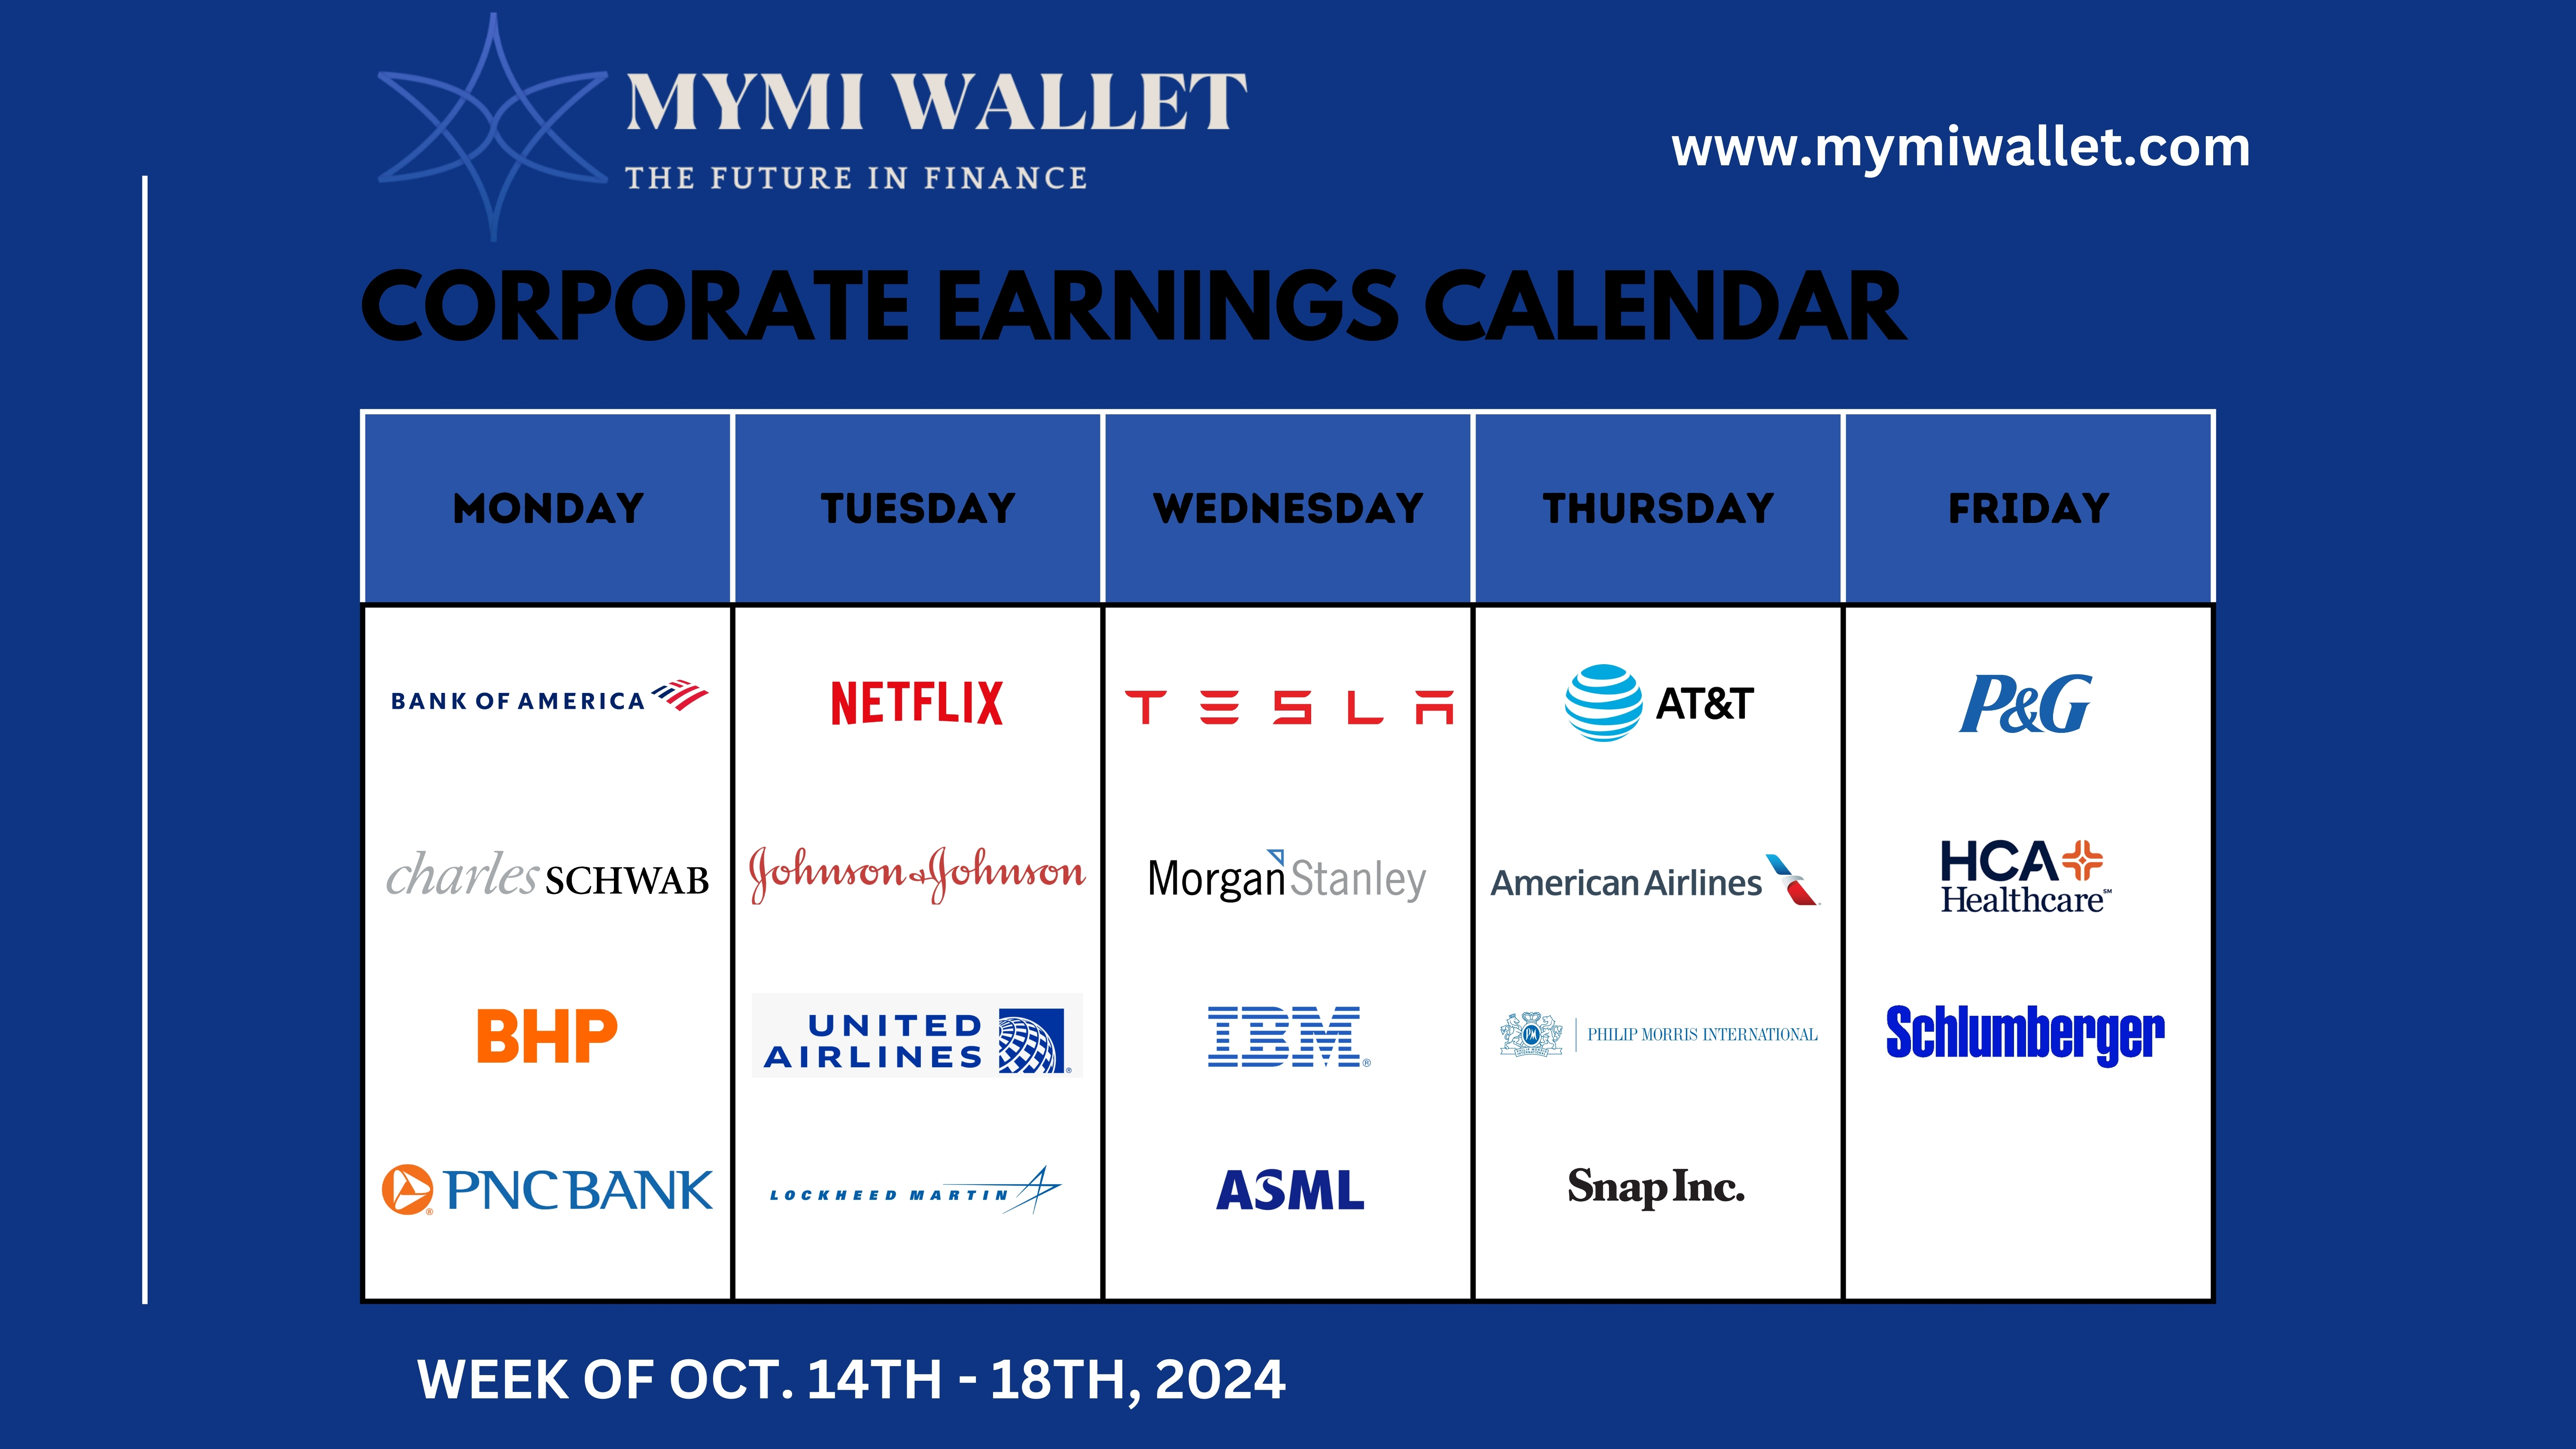 MYMI WALLET
THE FUTURE IN FINANCE
www.mymiwallet.com
CORPORATE EARNINGS CALENDAR
MONDAY
TUESDAY
WEDNESDAY
THURSDAY
FRIDAY
BANK OF AMERICA
NETFLIX
TESLA
AT&T
P&G
charles SCHWAB
Johnson & Johnson
Morgan Stanley
American Airlines
HCA
Healthcare℠
BHP
UNITED
AIRLINES®
IBM®
PM PHILIP MORRIS INTERNATIONAL
Schlumberger
PNC BANK
LOCKHEED MARTIN
ASML
Snap Inc.
WEEK OF OCT. 14TH - 18TH, 2024